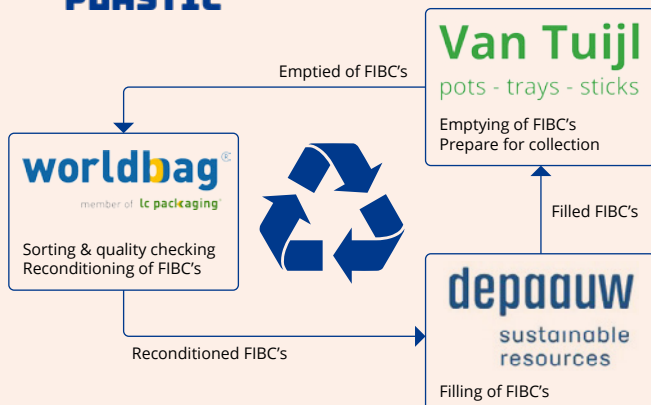 PLASTIC
Emptied of FIBC's
Van Tuijl
pots - trays - sticks
Emptying of FIBC's
Prepare for collection
worldbag®
member of lc packaging
Sorting & quality checking
Reconditioning of FIBC's
Filled FIBC's
depaauw
sustainable
resources
Filling of FIBC's
Reconditioned FIBC's